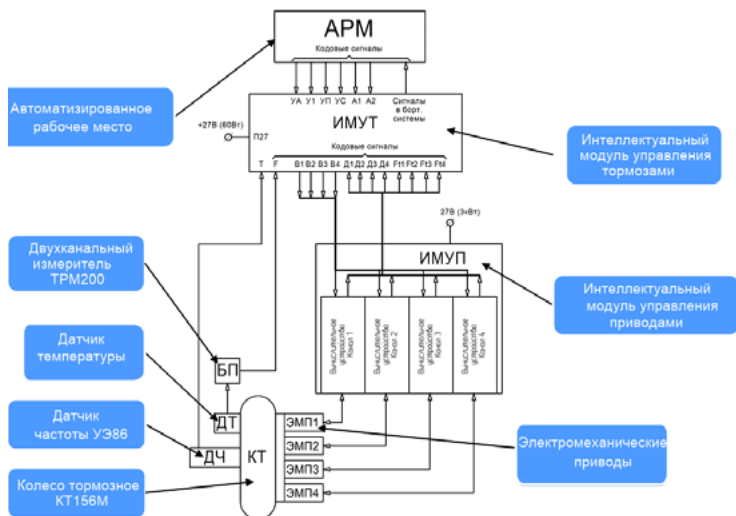 АРМ
Кодовые сигналы
УА У1 УП УС А1 А2
Сигналы
в борт.
системы
Автоматизированное
рабочее место
+27В (60Вт)
П27
ИМУТ
Кодовые сигналы
Т F В1 В2 В3 В4 Д1 Д2 Д3 Д4 Ft1 Ft2 Ft3 Ft4
Интеллектуальный
модуль управления
тормозами
27В (3кВт)
ИМУП
Интеллектуальный
модуль управления
приводами
Вычислительное
устройство
Канал 1
Вычислительное
устройство
Канал 2
Вычислительное
устройство
Канал 3
Вычислительное
устройство
Канал 4
Двухканальный
измеритель
ТРМ200
Датчик
температуры
БП
Датчик
частоты УЭ86
ДТ
ДЧ
КТ
ЭМП1
ЭМП2
ЭМП3
ЭМП4
Электромеханические
приводы
Колесо тормозное
КТ156М